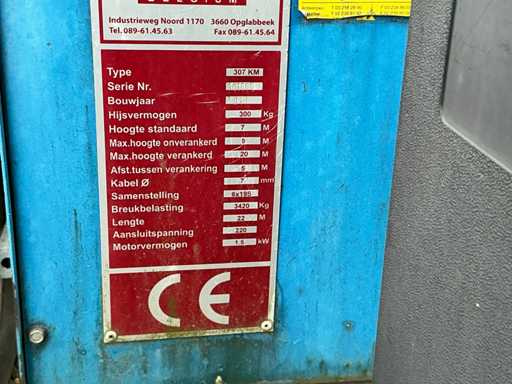 BELGIUM
Industrieweg Noord 1170 3660 Opglabbeek
Tel.089-61.45.63 Fax 089-61.45.64
Type 307 KM
Serie Nr.
Bouwjaar
Hijsvermogen 300 Kg
Hoogte standaard 7 M
Max.hoogte onverankerd 9 M
Max.hoogte verankerd 20 M
Afst.tussen verankering 5 M
Kabel Ø 7 mm
Samenstelling 6x19S
Breukbelasting 3420 Kg
Lengte 22 M
Aansluitspanning 220
Motorvermogen 1.5 kW
CE